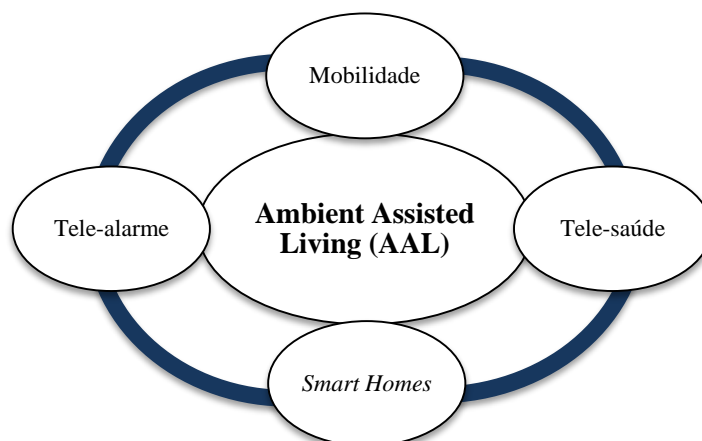 Mobilidade
Tele-alarme
Ambient Assisted
Living (AAL)
Tele-saúde
Smart Homes